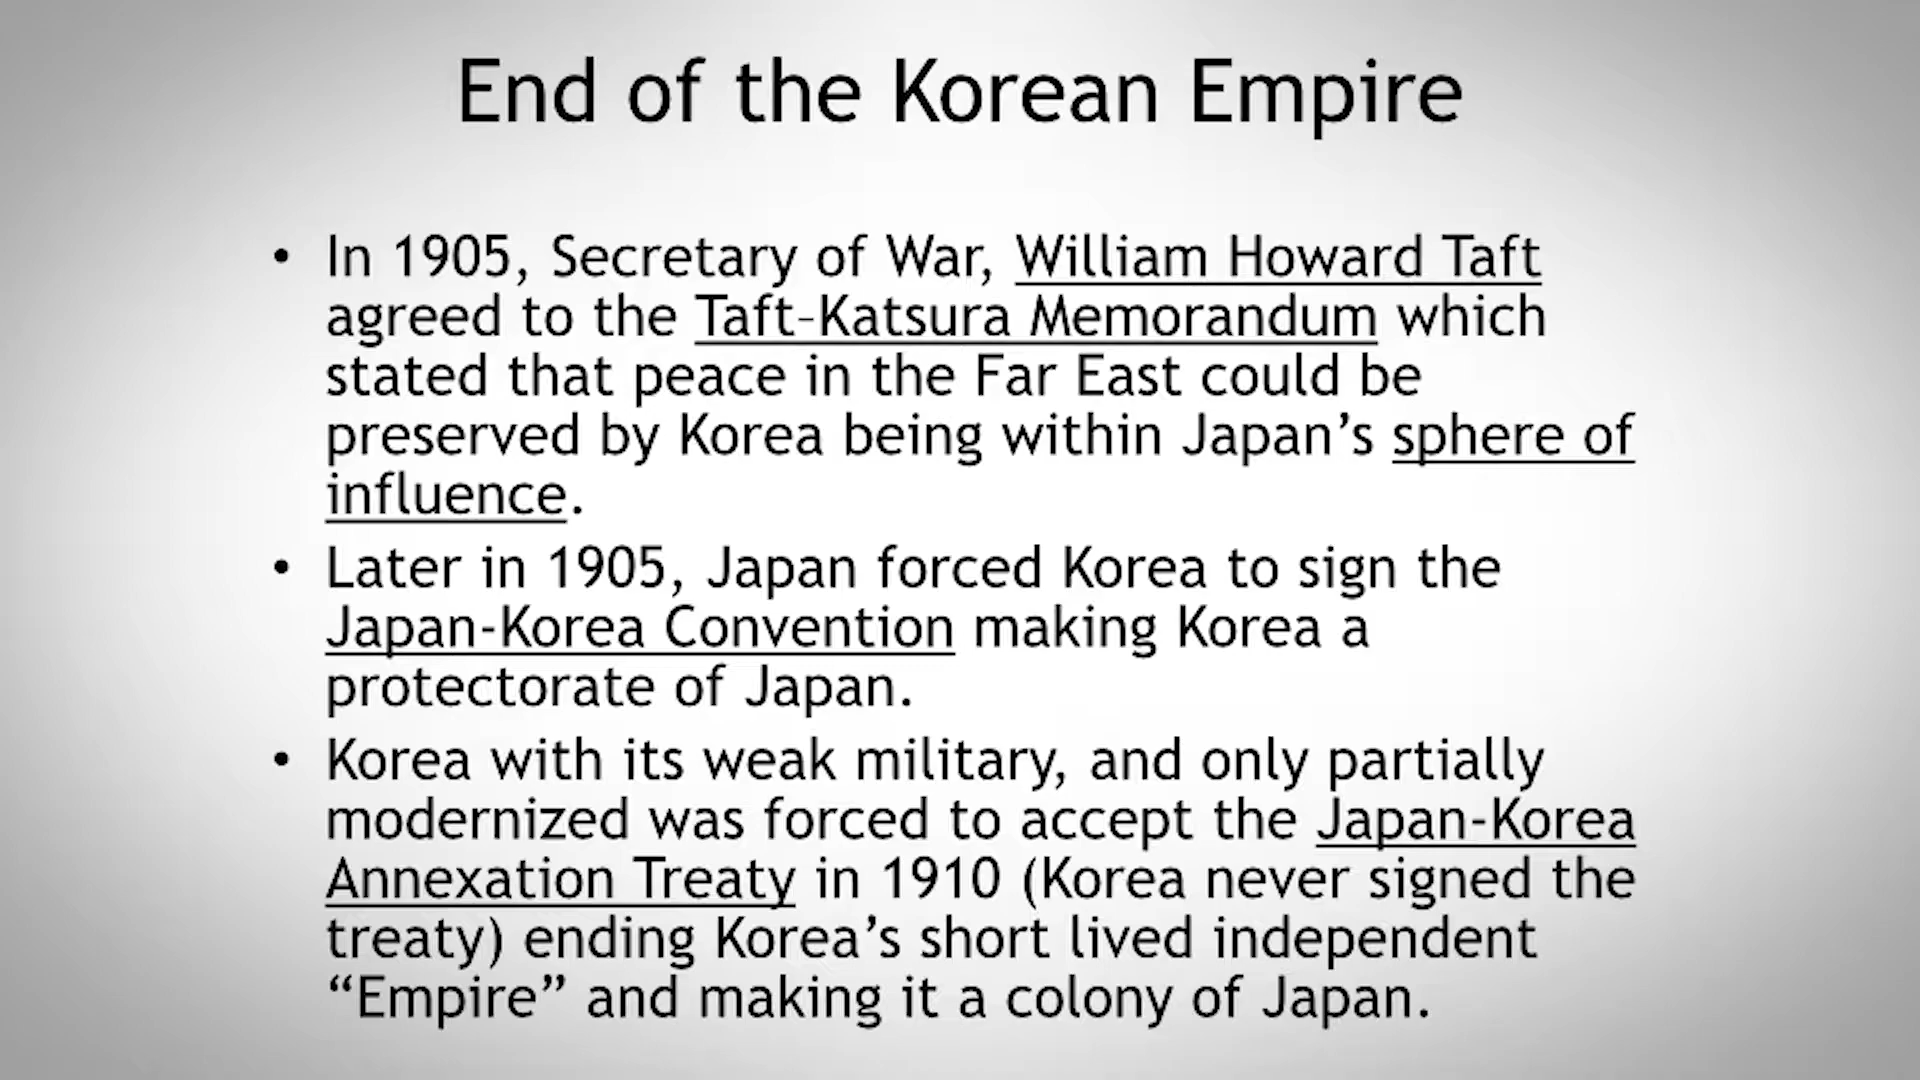 End of the Korean Empire
• In 1905, Secretary of War, William Howard Taft
agreed to the Taft–Katsura Memorandum which
stated that peace in the Far East could be
preserved by Korea being within Japan’s sphere of
influence.
• Later in 1905, Japan forced Korea to sign the
Japan-Korea Convention making Korea a
protectorate of Japan.
• Korea with its weak military, and only partially
modernized was forced to accept the Japan-Korea
Annexation Treaty in 1910 (Korea never signed the
treaty) ending Korea’s short lived independent
“Empire” and making it a colony of Japan.